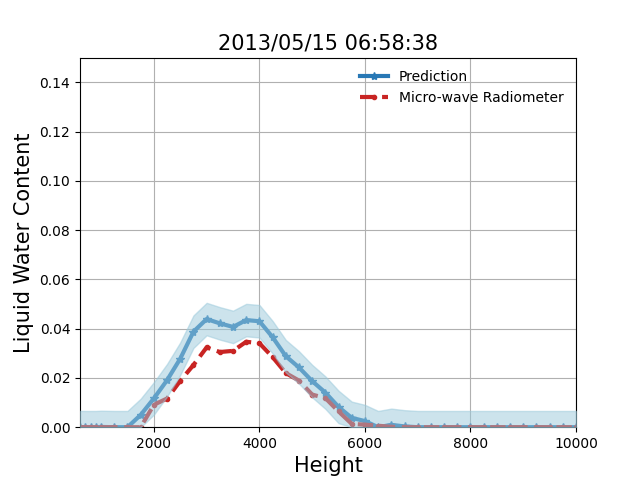 2013/05/15 06:58:38
Prediction
Micro-wave Radiometer
Liquid Water Content
0.14
0.12
0.10
0.08
0.06
0.04
0.02
0.00
2000 4000 6000 8000 10000
Height